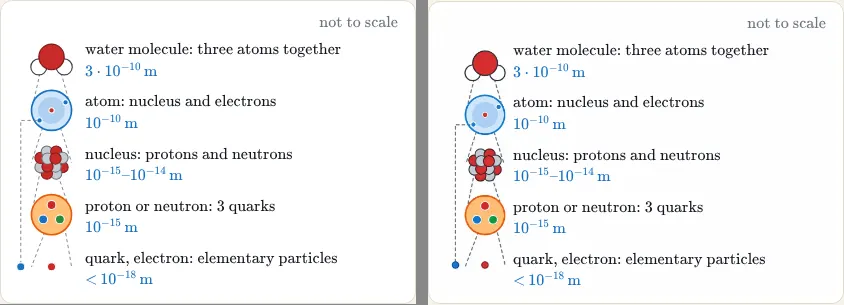 not to scale
water molecule: three atoms together
3 · 10⁻¹⁰ m
atom: nucleus and electrons
10⁻¹⁰ m
nucleus: protons and neutrons
10⁻¹⁵–10⁻¹⁴ m
proton or neutron: 3 quarks
10⁻¹⁵ m
quark, electron: elementary particles
< 10⁻¹⁸ m
not to scale
water molecule: three atoms together
3 · 10⁻¹⁰ m
atom: nucleus and electrons
10⁻¹⁰ m
nucleus: protons and neutrons
10⁻¹⁵–10⁻¹⁴ m
proton or neutron: 3 quarks
10⁻¹⁵ m
quark, electron: elementary particles
< 10⁻¹⁸ m